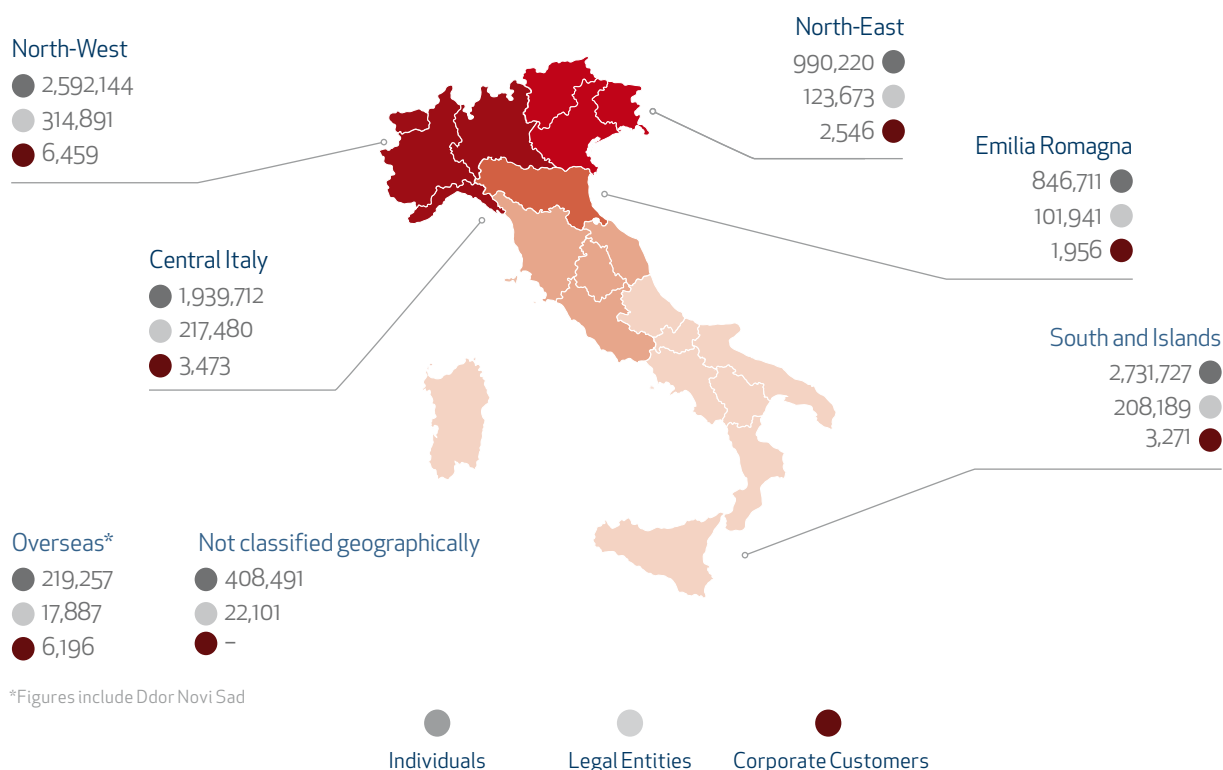 North-West
2,592,144
314,891
6,459
North-East
990,220
123,673
2,546
Emilia Romagna
846,711
101,941
1,956
Central Italy
1,939,712
217,480
3,473
South and Islands
2,731,727
208,189
3,271
Overseas*
219,257
17,887
6,196
Not classified geographically
408,491
22,101
–
*Figures include Ddor Novi Sad
Individuals
Legal Entities
Corporate Customers